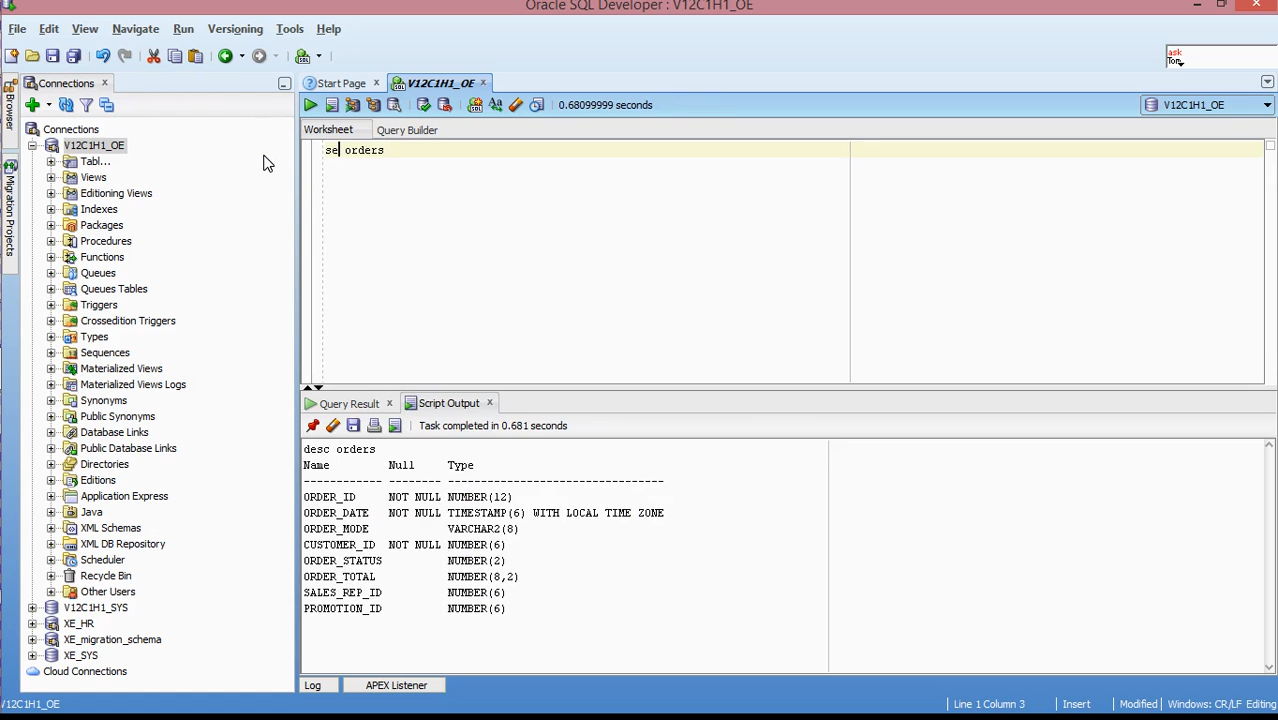 Oracle SQL Developer : V12C1H1_OE
File Edit View Navigate Run Versioning Tools Help
ask
Tom
Connections
Start Page
V12C1H1_OE
0.68099999 seconds
V12C1H1_OE
Browser
Migration Projects
Worksheet
Query Builder
Connections
V12C1H1_OE
Tabl...
Views
Editioning Views
Indexes
Packages
Procedures
Functions
Queues
Queues Tables
Triggers
Crossedition Triggers
Types
Sequences
Materialized Views
Materialized Views Logs
Synonyms
Public Synonyms
Database Links
Public Database Links
Directories
Editions
Application Express
Java
XML Schemas
XML DB Repository
Scheduler
Recycle Bin
Other Users
V12C1H1_SYS
XE_HR
XE_migration_schema
XE_SYS
Cloud Connections
se orders
Query Result
Script Output
Task completed in 0.681 seconds
desc orders
Name Null Type
------------ -------- ---------------------------------
ORDER_ID NOT NULL NUMBER(12)
ORDER_DATE NOT NULL TIMESTAMP(6) WITH LOCAL TIME ZONE
ORDER_MODE VARCHAR2(8)
CUSTOMER_ID NOT NULL NUMBER(6)
ORDER_STATUS NUMBER(2)
ORDER_TOTAL NUMBER(8,2)
SALES_REP_ID NUMBER(6)
PROMOTION_ID NUMBER(6)
Log
APEX Listener
V12C1H1_OE
Line 1 Column 3
Insert
Modified
Windows: CR/LF
Editing